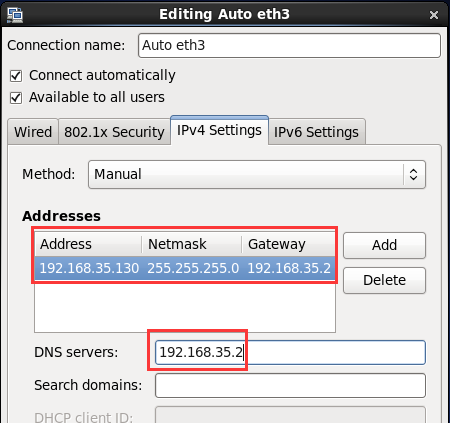 Editing Auto eth3
Connection name: Auto eth3
Connect automatically
Available to all users
Wired 802.1x Security IPv4 Settings IPv6 Settings
Method: Manual
Addresses
Address Netmask Gateway Add
192.168.35.130 255.255.255.0 192.168.35.2
Delete
DNS servers: 192.168.35.2
Search domains:
DHCP client ID: